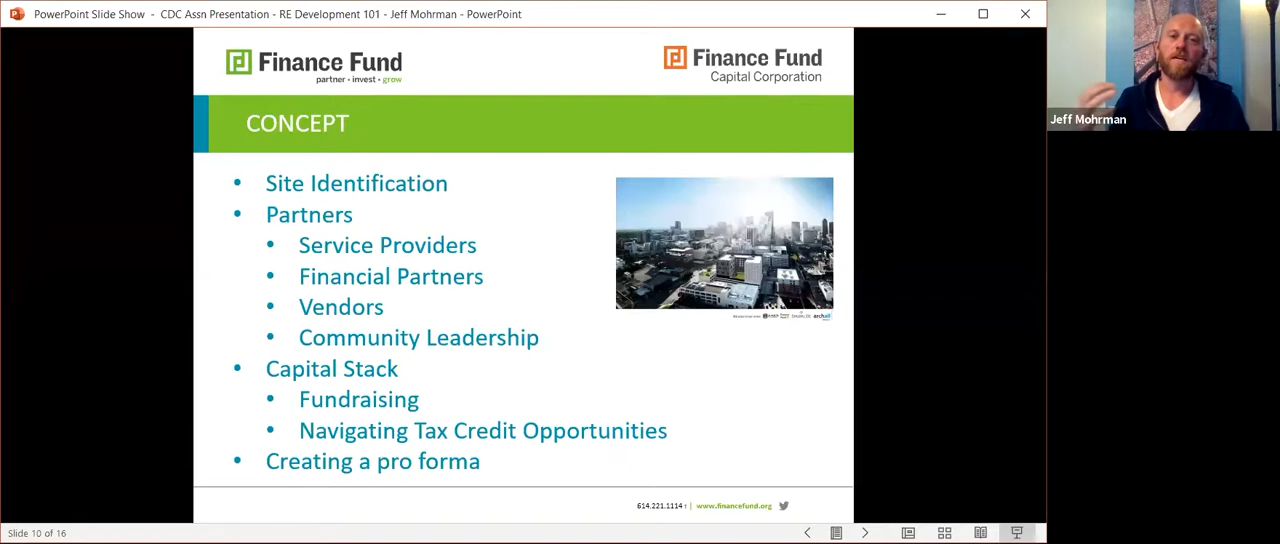 PowerPoint Slide Show - CDC Assn Presentation - RE Development 101 - Jeff Mohrman - PowerPoint
Finance Fund
partner • invest • grow
Finance Fund
Capital Corporation
Jeff Mohrman
CONCEPT
• Site Identification
• Partners
• Service Providers
• Financial Partners
• Vendors
• Community Leadership
• Capital Stack
• Fundraising
• Navigating Tax Credit Opportunities
• Creating a pro forma
archall
614.221.1114 t | www.financefund.org
Slide 10 of 16